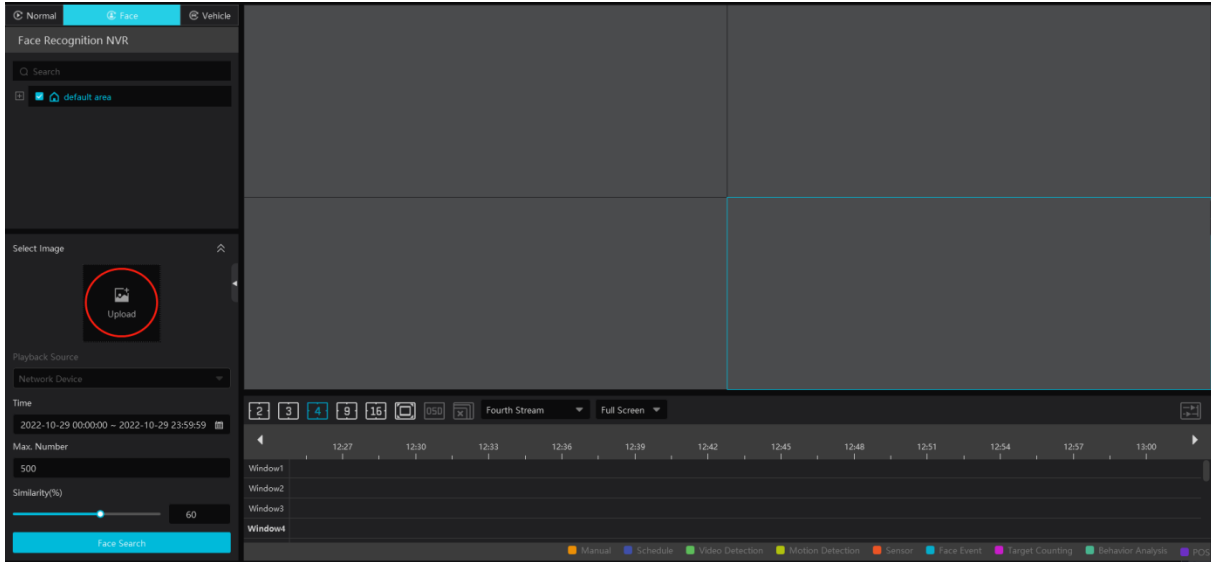 Normal Face Vehicle
Face Recognition NVR
Search
default area
Select Image
Upload
Playback Source
Network Device
Time
2022-10-29 00:00:00 ~ 2022-10-29 23:59:59
Max. Number
500
Similarity(%)
60
Face Search
2 3 4 9 16 OSD Fourth Stream Full Screen
12:27 12:30 12:33 12:36 12:39 12:42 12:45 12:48 12:51 12:54 12:57 13:00
Window1
Window2
Window3
Window4
Manual Schedule Video Detection Motion Detection Sensor Face Event Target Counting Behavior Analysis POS